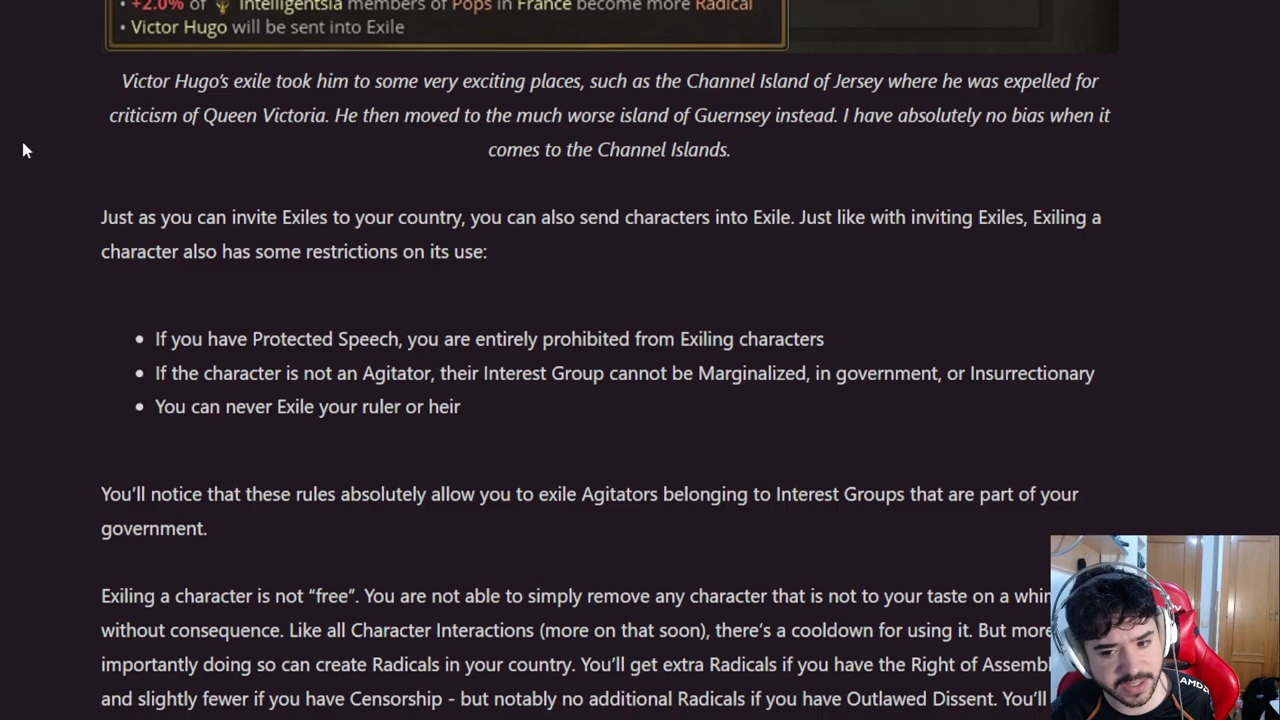 • +2.0% of Intelligentsia members of Pops in France become more Radical
• Victor Hugo will be sent into Exile
Victor Hugo's exile took him to some very exciting places, such as the Channel Island of Jersey where he was expelled for
criticism of Queen Victoria. He then moved to the much worse island of Guernsey instead. I have absolutely no bias when it
comes to the Channel Islands.
Just as you can invite Exiles to your country, you can also send characters into Exile. Just like with inviting Exiles, Exiling a
character also has some restrictions on its use:
• If you have Protected Speech, you are entirely prohibited from Exiling characters
• If the character is not an Agitator, their Interest Group cannot be Marginalized, in government, or Insurrectionary
• You can never Exile your ruler or heir
You'll notice that these rules absolutely allow you to exile Agitators belonging to Interest Groups that are part of your
government.
Exiling a character is not “free”. You are not able to simply remove any character that is not to your taste on a whim
without consequence. Like all Character Interactions (more on that soon), there's a cooldown for using it. But more
importantly doing so can create Radicals in your country. You'll get extra Radicals if you have the Right of Assembl
and slightly fewer if you have Censorship - but notably no additional Radicals if you have Outlawed Dissent. You'll
AMD